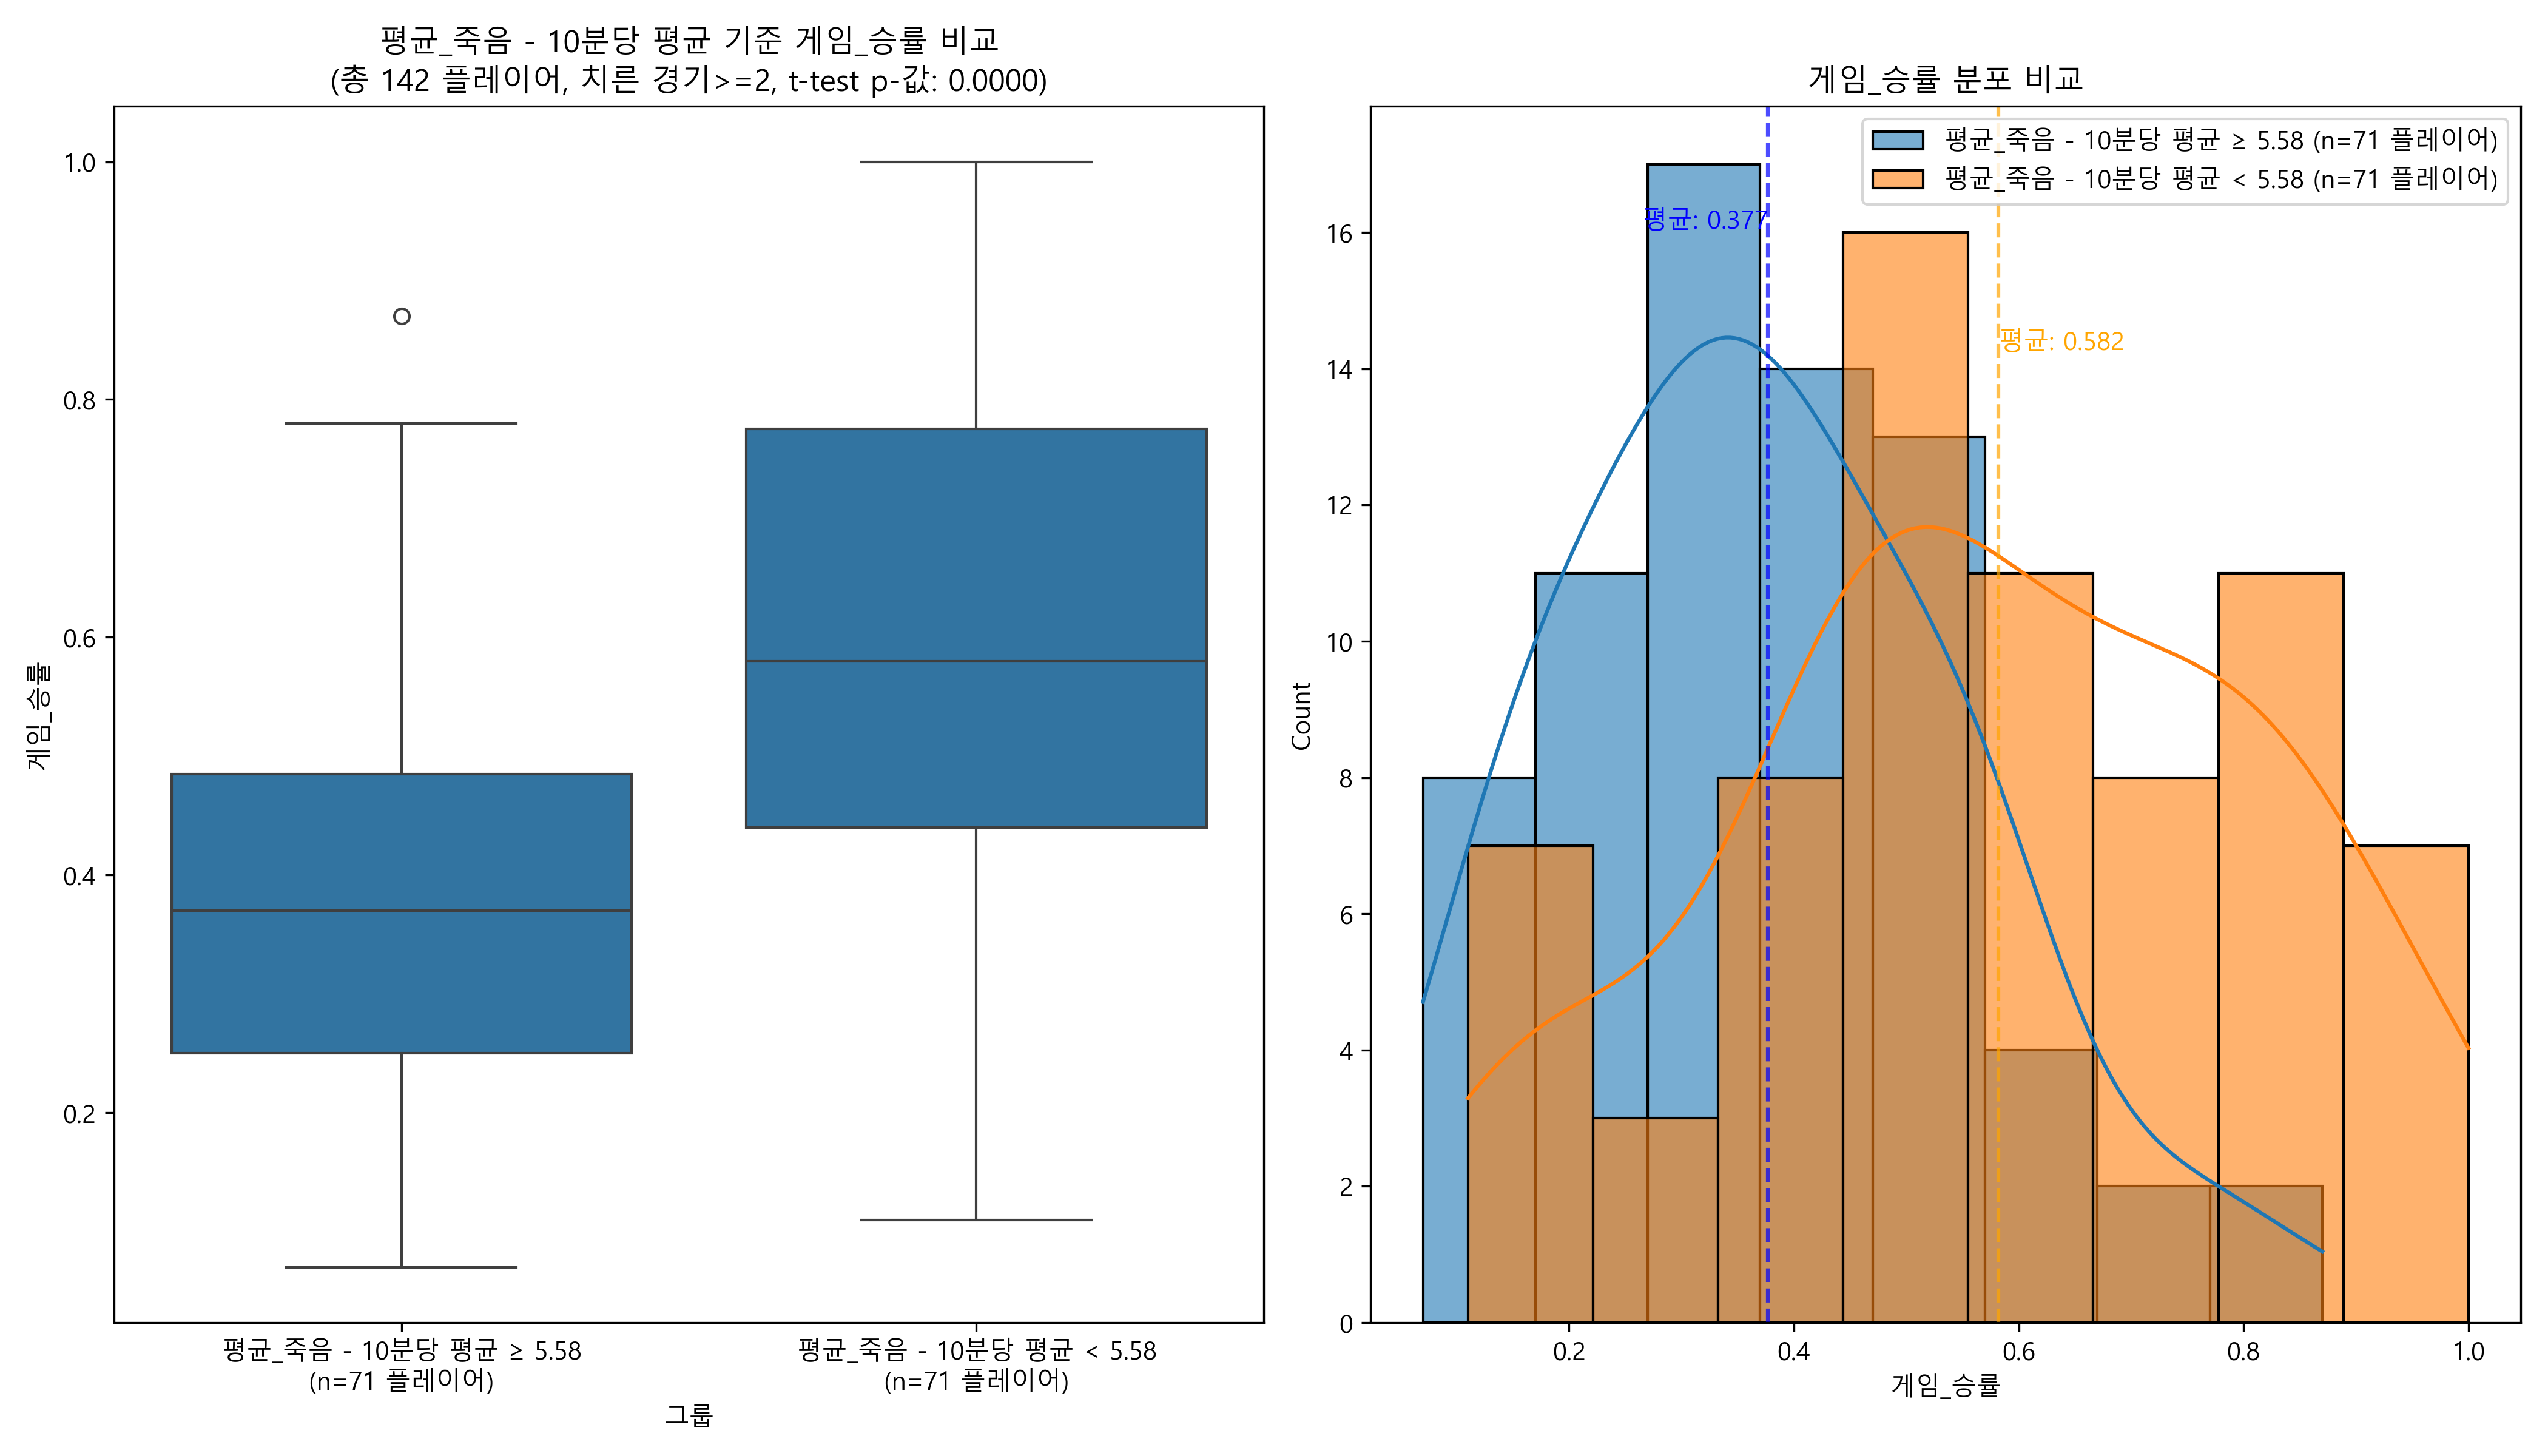 평균_죽음 - 10분당 평균 기준 게임_승률 비교
(총 142 플레이어, 치른 경기>=2, t-test p-값: 0.0000)
게임_승률
1.0
0.8
0.6
0.4
0.2
평균_죽음 - 10분당 평균 ≥ 5.58
(n=71 플레이어)
평균_죽음 - 10분당 평균 < 5.58
(n=71 플레이어)
그룹
게임_승률 분포 비교
평균_죽음 - 10분당 평균 ≥ 5.58 (n=71 플레이어)
평균_죽음 - 10분당 평균 < 5.58 (n=71 플레이어)
평균: 0.377
평균: 0.582
Count
16
14
12
10
8
6
4
2
0
0.2
0.4
0.6
0.8
1.0
게임_승률